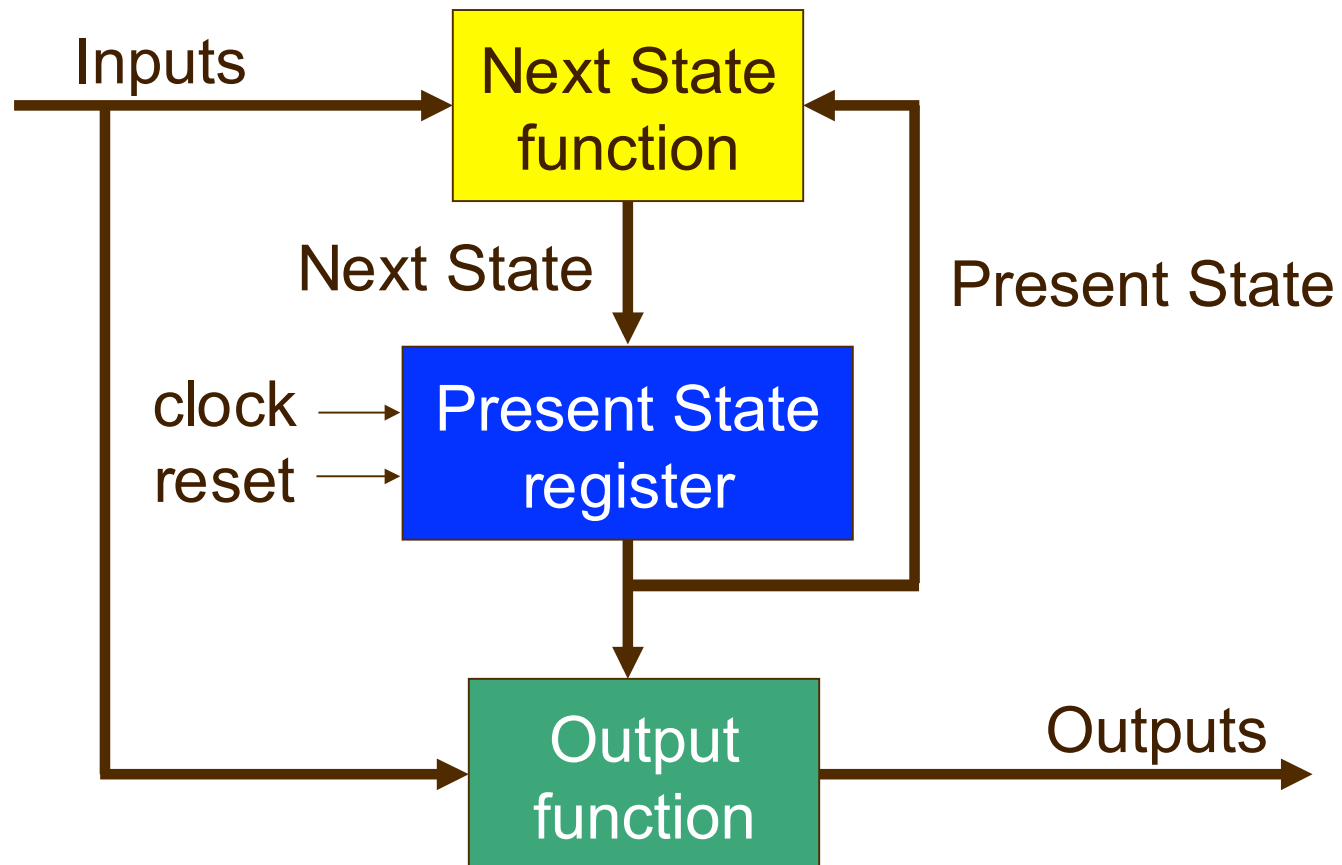 Inputs
Next State
function
Next State
Present State
clock
reset
Present State
register
Output
function
Outputs